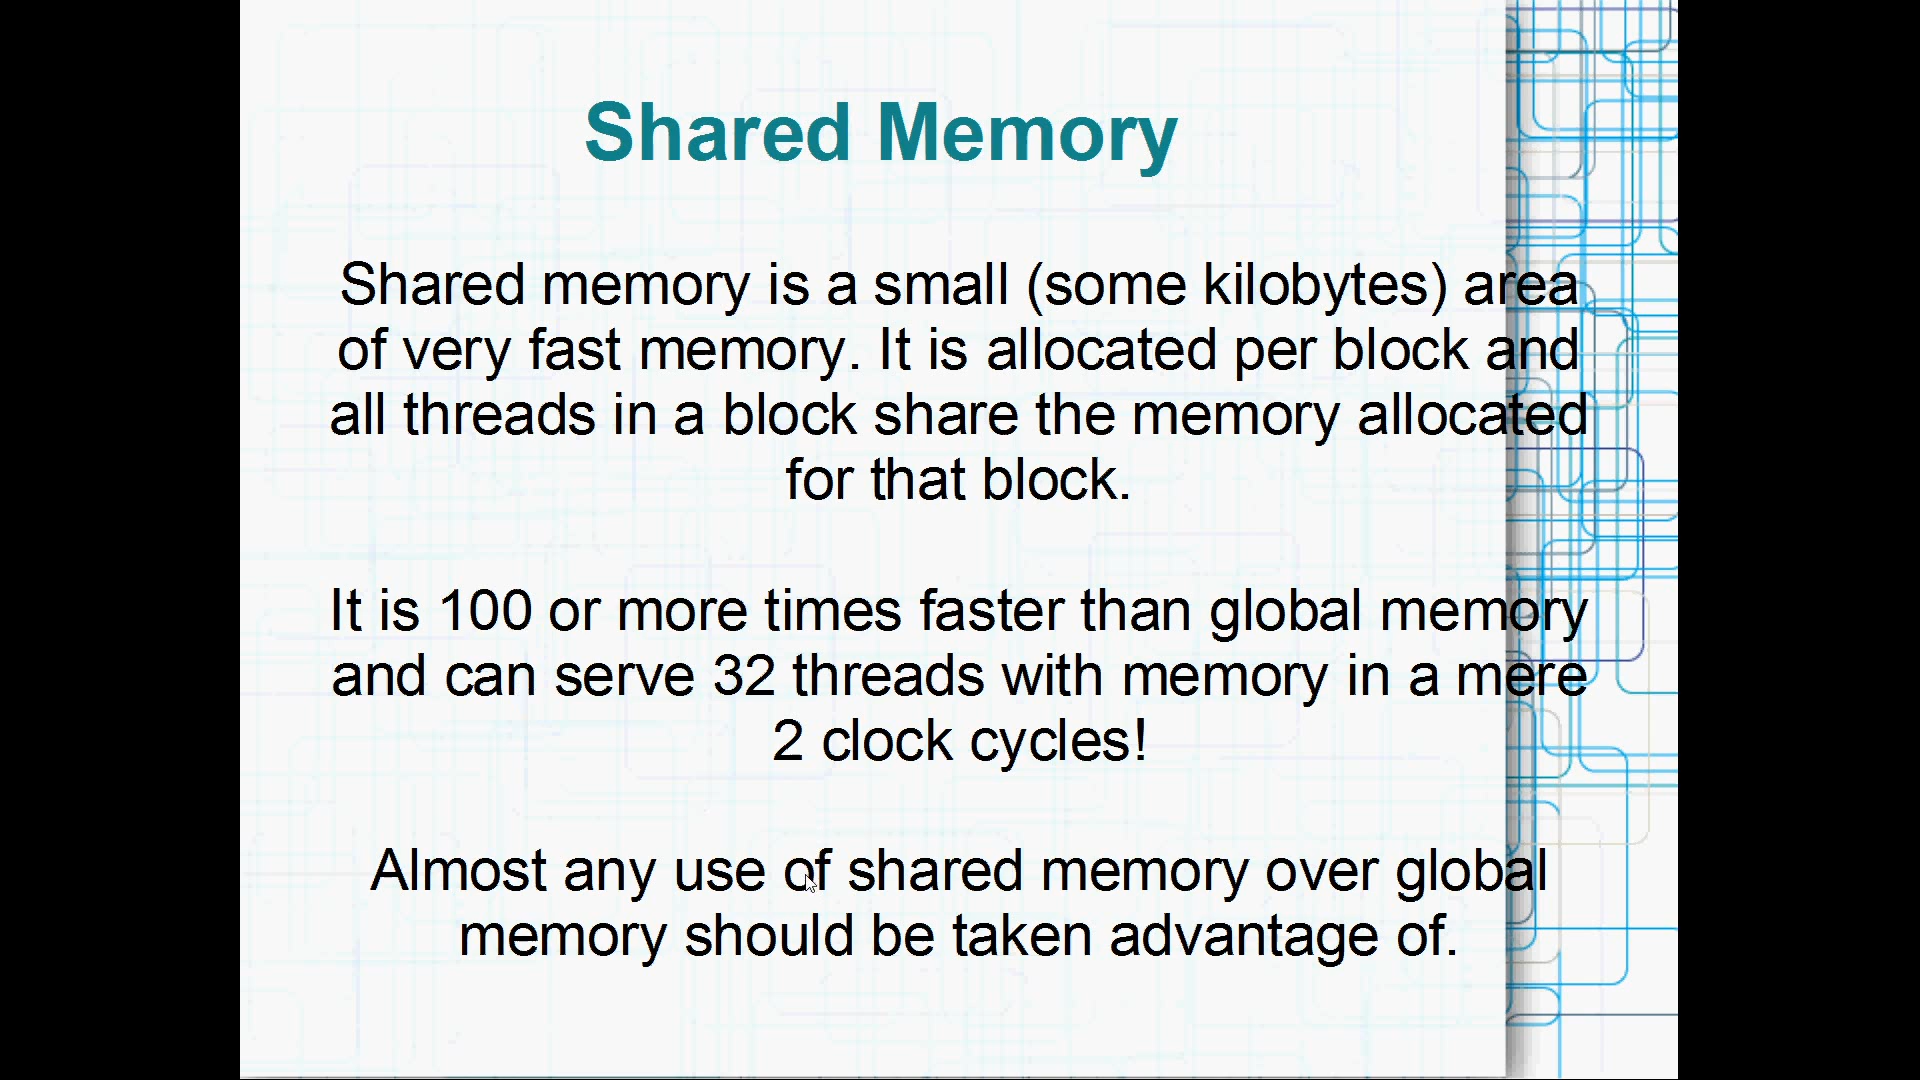 Shared Memory
Shared memory is a small (some kilobytes) area
of very fast memory. It is allocated per block and
all threads in a block share the memory allocated
for that block.
It is 100 or more times faster than global memory
and can serve 32 threads with memory in a mere
2 clock cycles!
Almost any use of shared memory over global
memory should be taken advantage of.